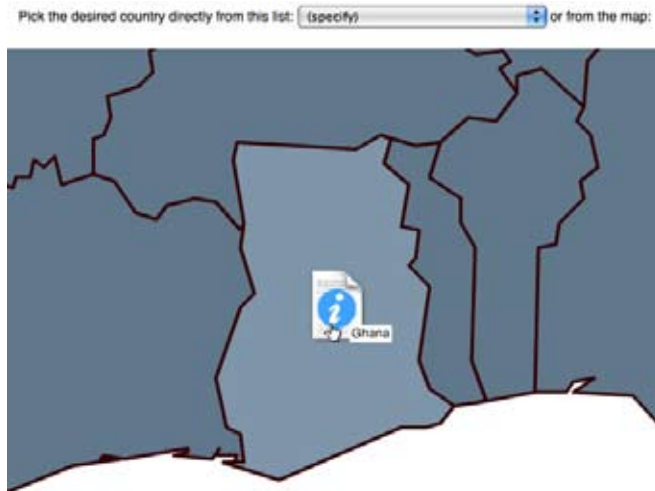 Pick the desired country directly from this list: (specify) or from the map:
i
Ghana